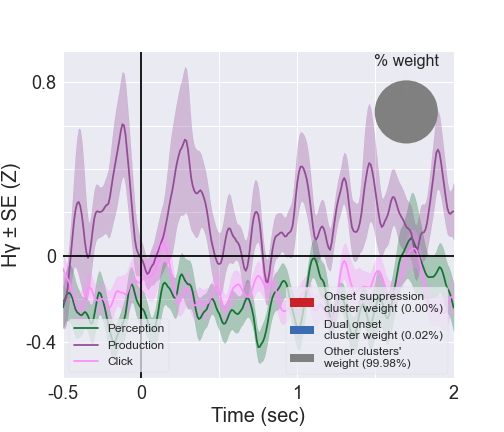 % weight
0.8
0
-0.4
Hγ ± SE (Z)
Perception
Production
Click
Onset suppression
cluster weight (0.00%)
Dual onset
cluster weight (0.02%)
Other clusters'
weight (99.98%)
-0.5
0
1
2
Time (sec)